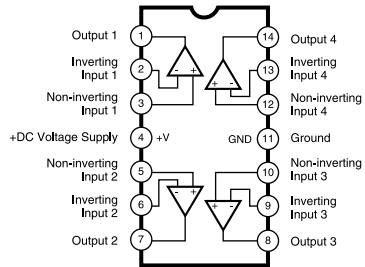 Output 1
1
14
Output 4
Inverting
Input 1
2
13
Inverting
Input 4
- +
+ -
Non-inverting
Input 1
3
12
Non-inverting
Input 4
+DC Voltage Supply
4
+V
GND
11
Ground
Non-inverting
Input 2
5
10
Non-inverting
Input 3
- +
+ -
Inverting
Input 2
6
9
Inverting
Input 3
Output 2
7
8
Output 3